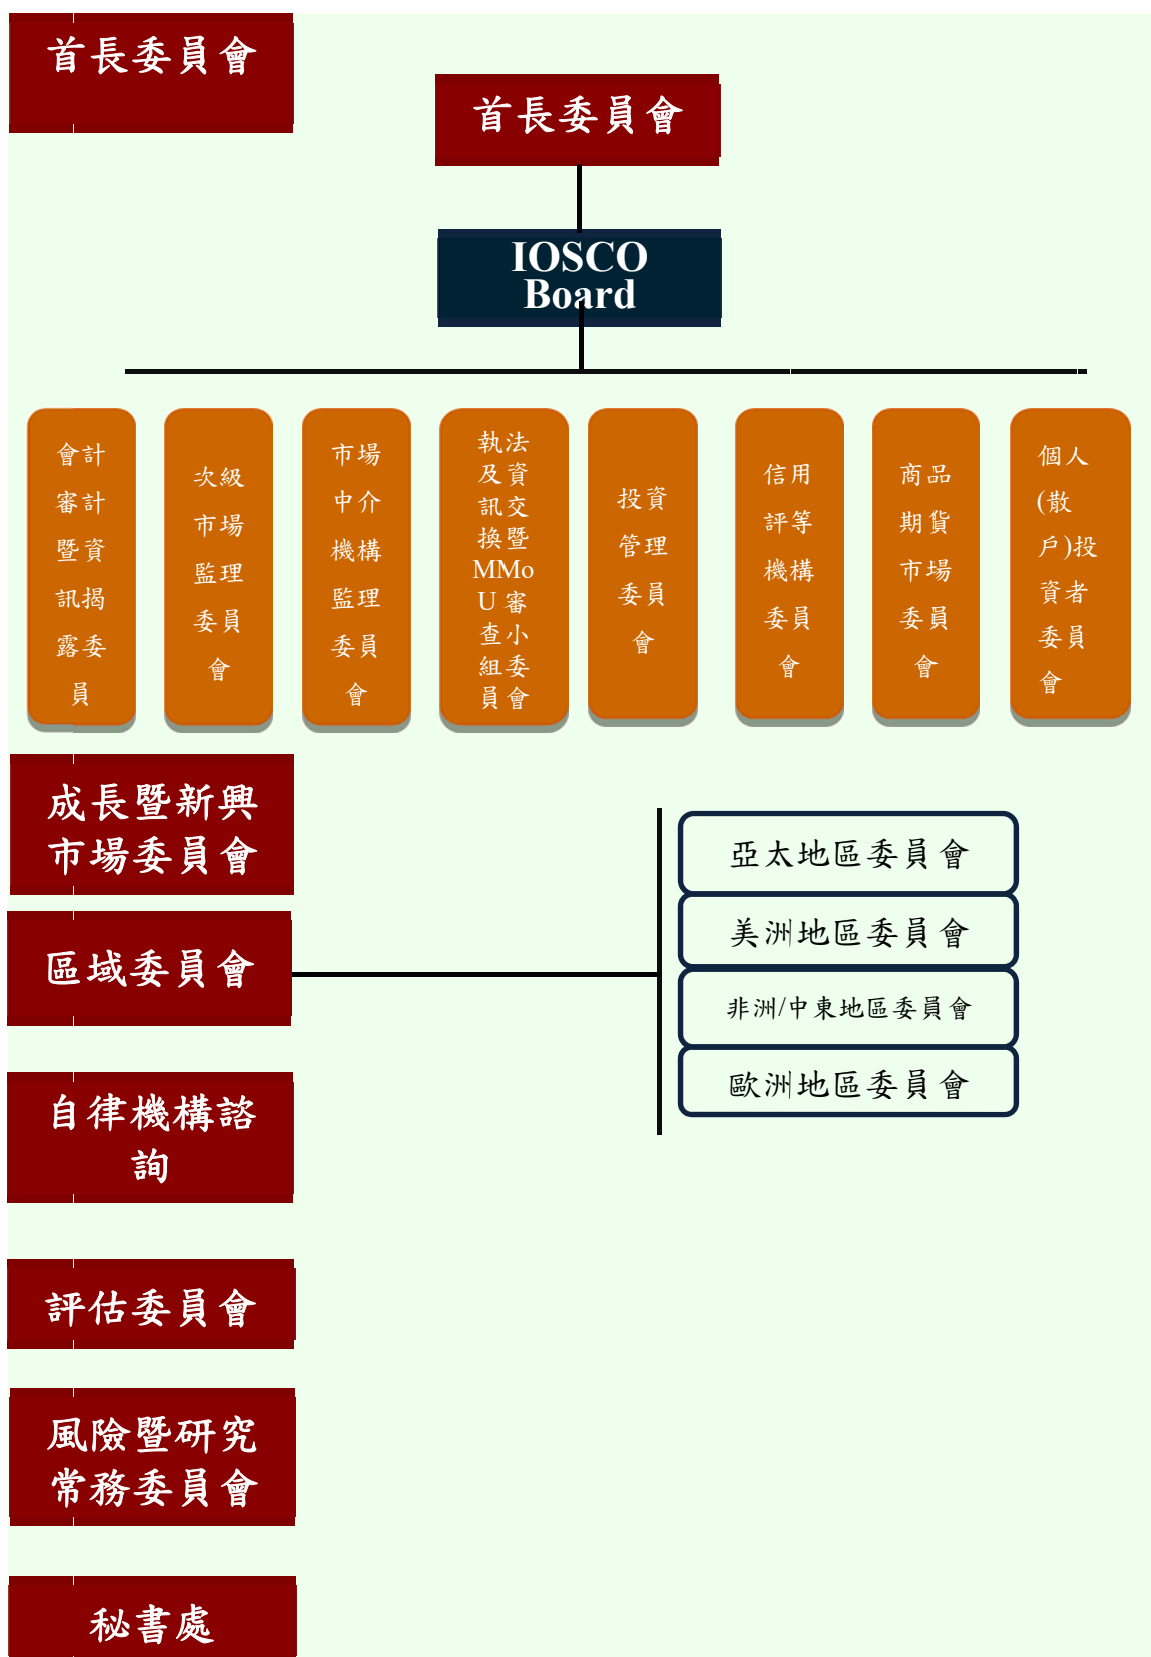 首長委員會
首長委員會
IOSCO
Board
會計
審計
暨資
訊揭
露委
員
次級
市場
監理
委員
會
市場
中介
機構
監理
委員
會
執法
及資
訊交
換暨
MMo
U 審
查小
組委
員會
投資
管理
委員
會
信用
評等
機構
委員
會
商品
期貨
市場
委員
會
個人
(散
戶)投
資者
委員
會
成長暨新興
市場委員會
亞太地區委員會
美洲地區委員會
區域委員會
非洲/中東地區委員會
歐洲地區委員會
自律機構諮
詢
評估委員會
風險暨研究
常務委員會
秘書處